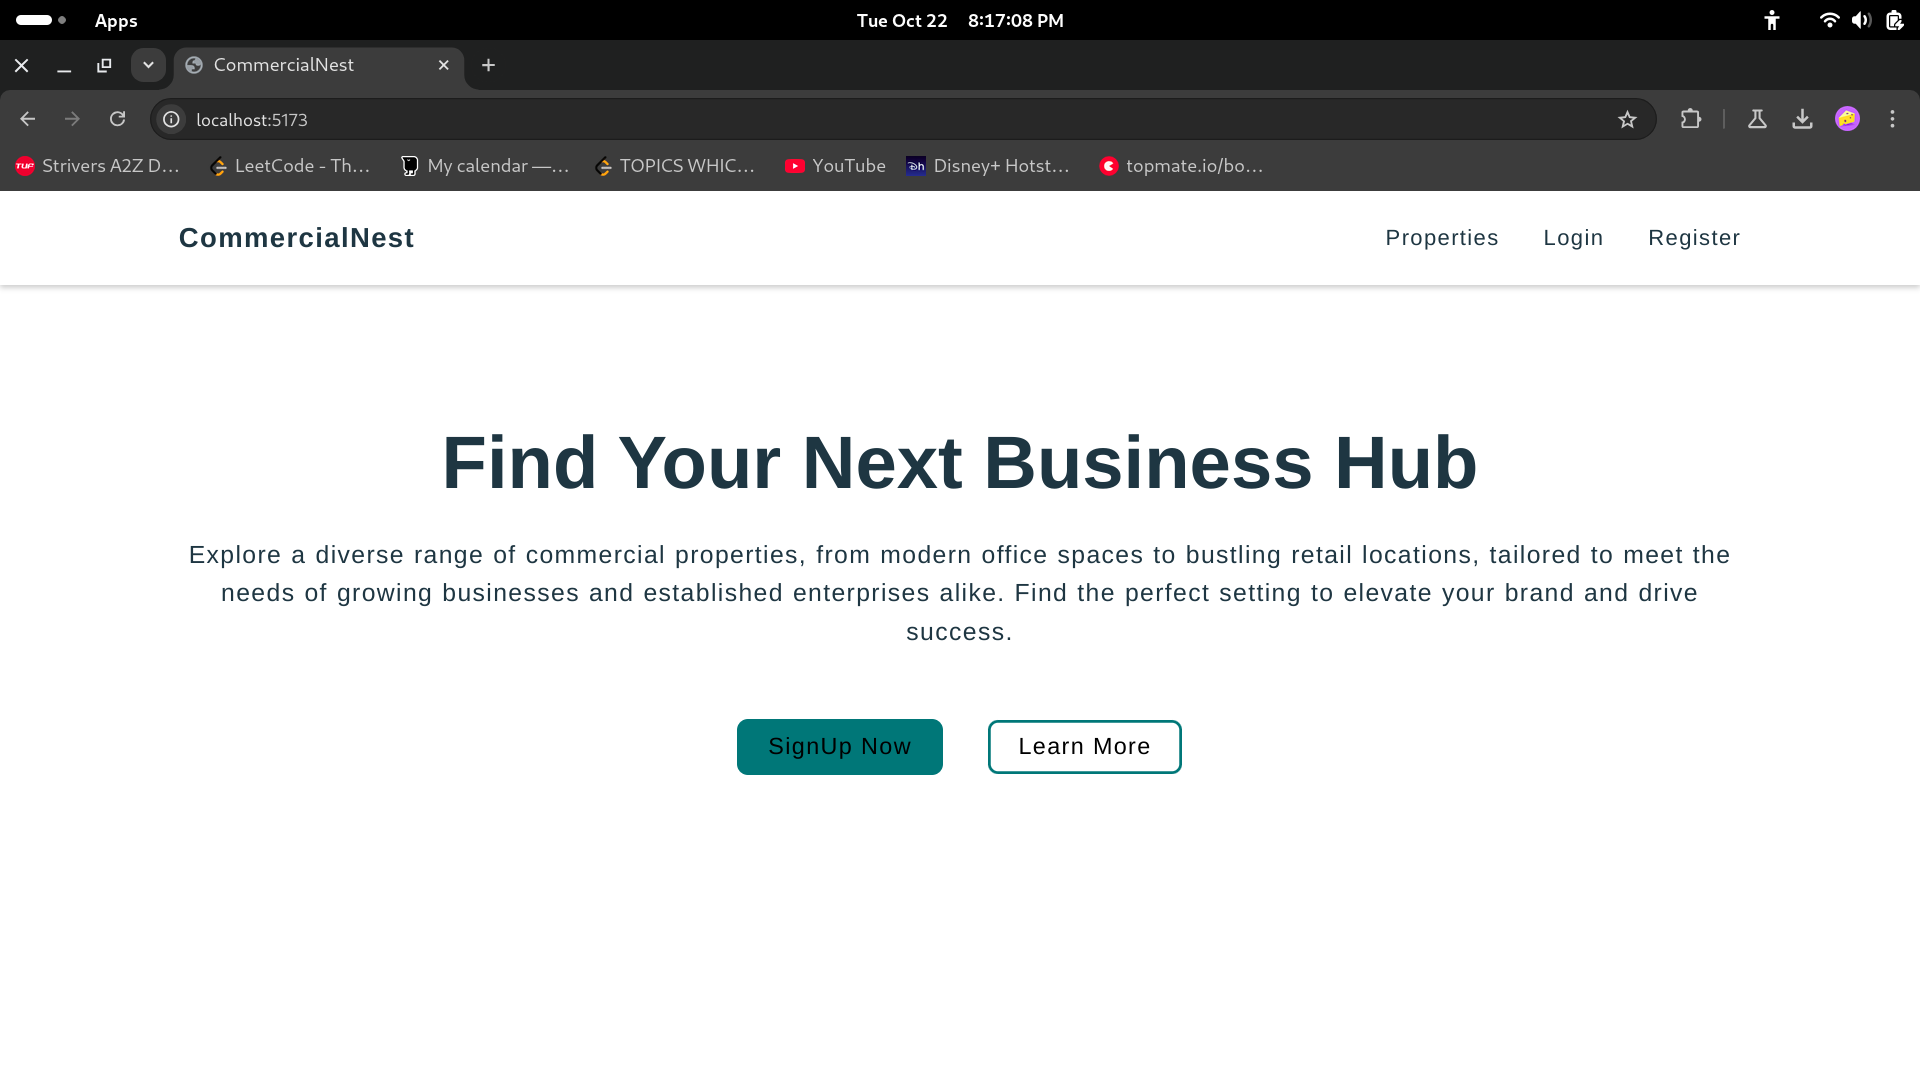 Apps
Tue Oct 22 8:17:08 PM
CommercialNest
localhost:5173
TUF Strivers A2Z D...
LeetCode - Th...
My calendar —...
TOPICS WHIC...
YouTube
Disney+ Hotst...
topmate.io/bo...
CommercialNest
Properties
Login
Register
Find Your Next Business Hub
Explore a diverse range of commercial properties, from modern office spaces to bustling retail locations, tailored to meet the
needs of growing businesses and established enterprises alike. Find the perfect setting to elevate your brand and drive
success.
SignUp Now
Learn More